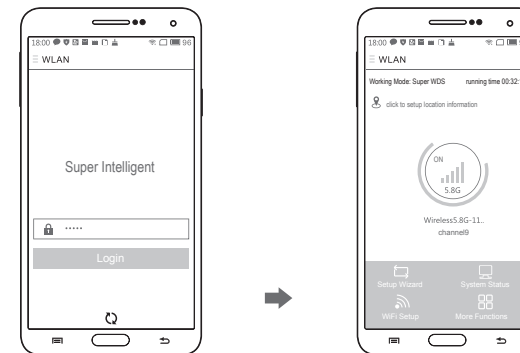 18:00 96
WLAN
Super Intelligent
•••••
Login
18:00
WLAN
Working Mode: Super WDS running time 00:32:
click to setup location information
ON
5.8G
Wireless5.8G-11..
channel9
Setup Wizard System Status
WiFi Setup More Functions